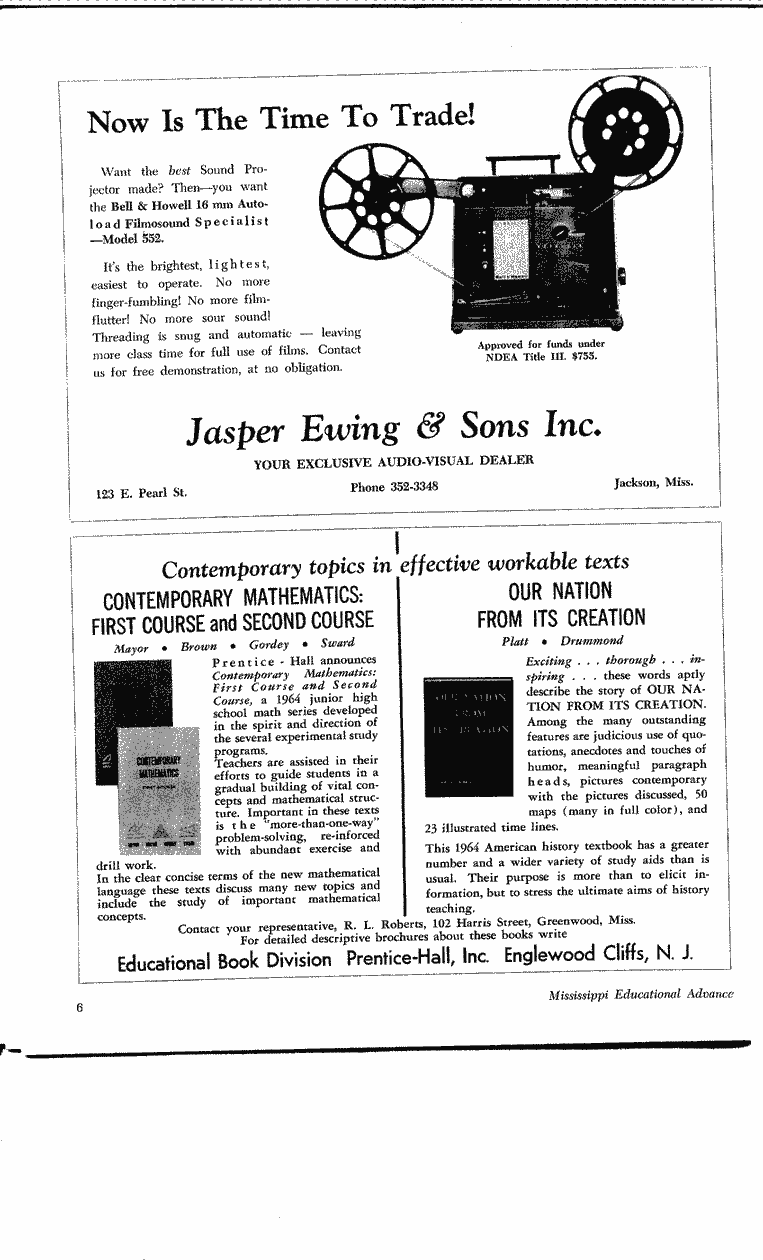 Now Is The Time To Trade!
Want the best Sound Pro-
jector made? Then—you want
the Bell & Howell 16 mm Auto-
load Filmosound Specialist
—Model 552.
It's the brightest, lightest,
easiest to operate. No more
finger-fumbling! No more film-
flutter! No more sour sound!
Threading is snug and automatic — leaving
more class time for full use of films. Contact
us for free demonstration, at no obligation.
Approved for funds under
NDEA Title III. $755.
Jasper Ewing & Sons Inc.
YOUR EXCLUSIVE AUDIO-VISUAL DEALER
123 E. Pearl St.
Phone 352-3348
Jackson, Miss.
Contemporary topics in effective workable texts
CONTEMPORARY MATHEMATICS:
FIRST COURSE and SECOND COURSE
Mayor • Brown • Gordey • Sward
Prentice-Hall announces
Contemporary Mathematics:
First Course and Second
Course, a 1964 junior high
school math series developed
in the spirit and direction of
the several experimental study
programs.
Teachers are assisted in their
efforts to guide students in a
gradual building of vital con-
cepts and mathematical struc-
ture. Important in these texts
is the "more-than-one-way"
problem-solving, re-inforced
with abundant exercise and
drill work.
In the clear concise terms of the new mathematical
language these texts discuss many new topics and
include the study of important mathematical
concepts.
CONTEMPORARY
MATHEMATICS
OUR NATION
FROM ITS CREATION
Platt • Drummond
Exciting . . . thorough . . . in-
spiring . . . these words aptly
describe the story of OUR NA-
TION FROM ITS CREATION.
Among the many outstanding
features are judicious use of quo-
tations, anecdotes and touches of
humor, meaningful paragraph
heads, pictures contemporary
with the pictures discussed, 50
maps (many in full color), and
23 illustrated time lines.
This 1964 American history textbook has a greater
number and a wider variety of study aids than is
usual. Their purpose is more than to elicit in-
formation, but to stress the ultimate aims of history
teaching.
OUR NATION
FROM
ITS CREATION
Contact your representative, R. L. Roberts, 102 Harris Street, Greenwood, Miss.
For detailed descriptive brochures about these books write
Educational Book Division Prentice-Hall, Inc. Englewood Cliffs, N. J.
6
Mississippi Educational Advance